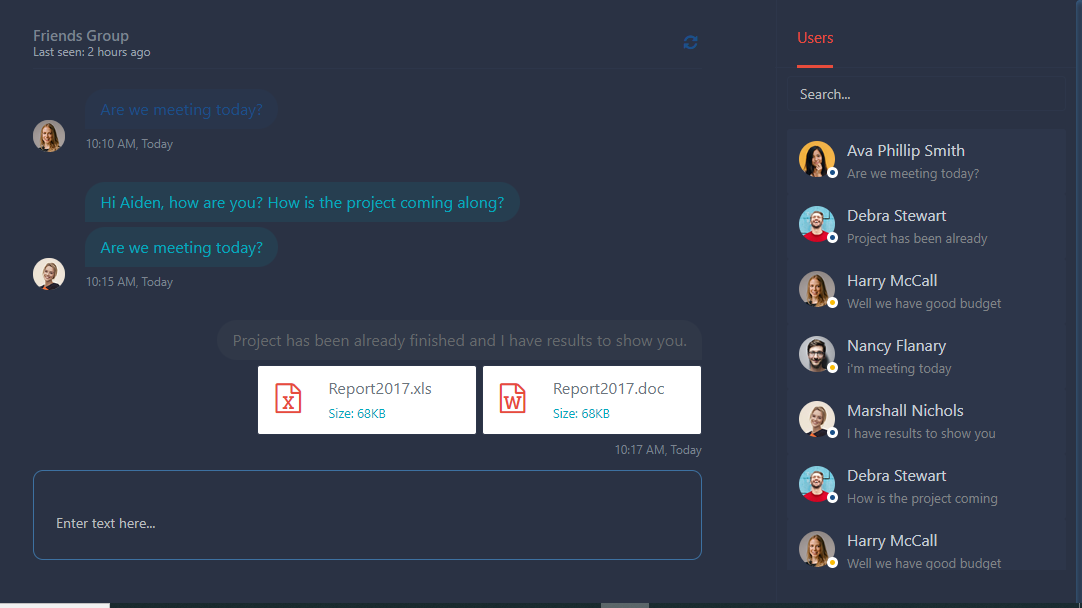 Friends Group
Last seen: 2 hours ago
Are we meeting today?
10:10 AM, Today
Hi Aiden, how are you? How is the project coming along?
Are we meeting today?
10:15 AM, Today
Project has been already finished and I have results to show you.
X
Report2017.xls
Size: 68KB
W
Report2017.doc
Size: 68KB
10:17 AM, Today
Enter text here...
Users
Search...
Ava Phillip Smith
Are we meeting today?
Debra Stewart
Project has been already
Harry McCall
Well we have good budget
Nancy Flanary
i'm meeting today
Marshall Nichols
I have results to show you
Debra Stewart
How is the project coming
Harry McCall
Well we have good budget